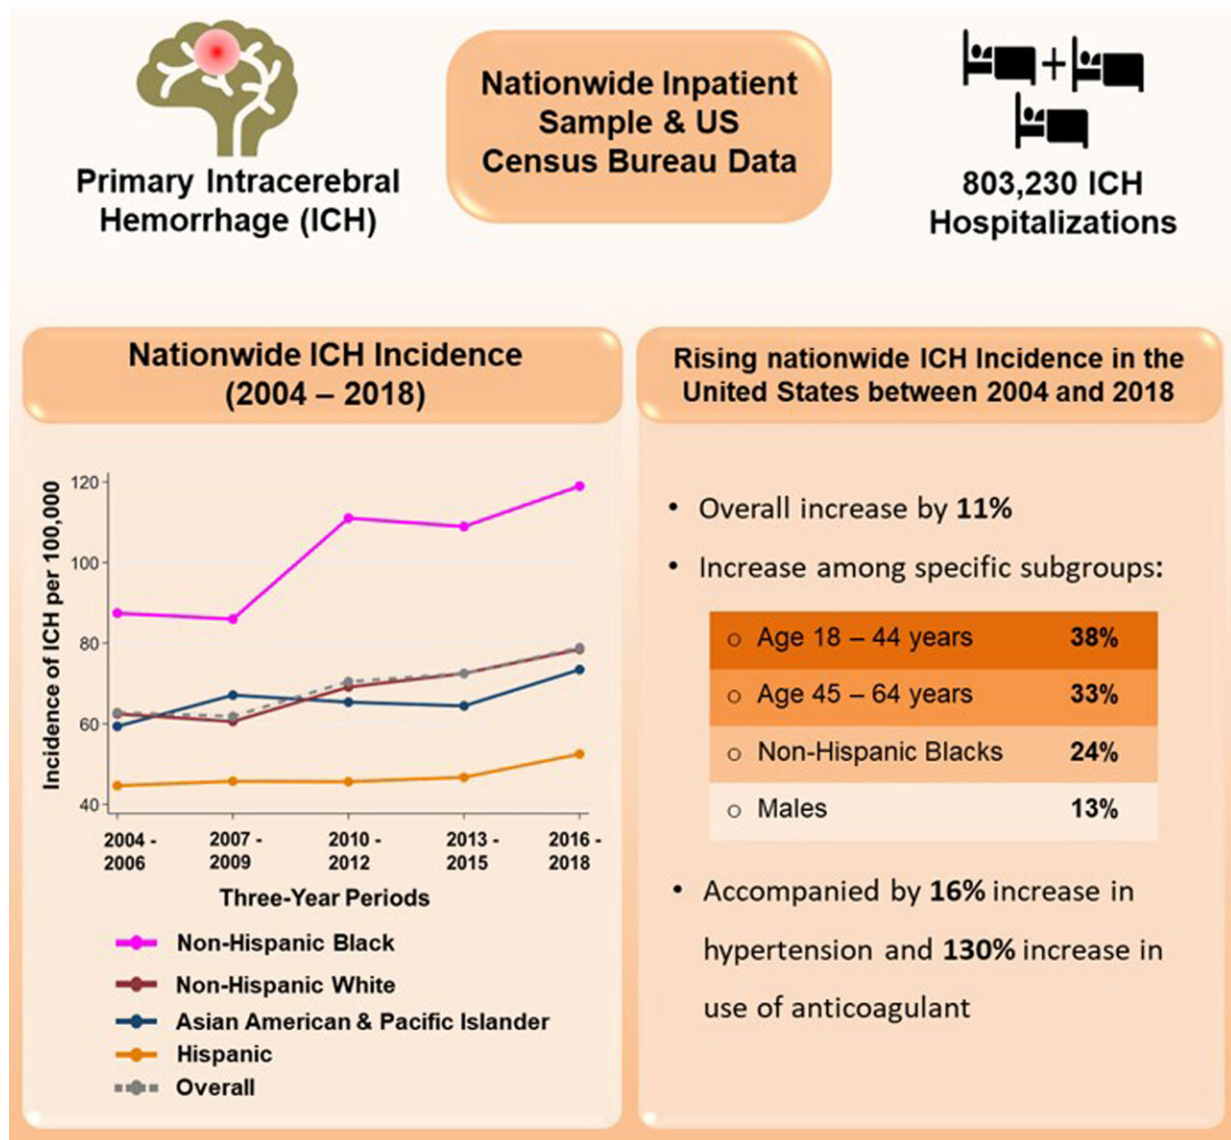 Primary Intracerebral
Hemorrhage (ICH)
Nationwide Inpatient
Sample & US
Census Bureau Data
+
803,230 ICH
Hospitalizations
Nationwide ICH Incidence
(2004 – 2018)
Incidence of ICH per 100,000
120
100
80
60
40
2004 -
2006
2007 -
2009
2010 -
2012
2013 -
2015
2016 -
2018
Three-Year Periods
Non-Hispanic Black
Non-Hispanic White
Asian American & Pacific Islander
Hispanic
Overall
Rising nationwide ICH Incidence in the
United States between 2004 and 2018
• Overall increase by 11%
• Increase among specific subgroups:
o Age 18 – 44 years 38%
o Age 45 – 64 years 33%
o Non-Hispanic Blacks 24%
o Males 13%
• Accompanied by 16% increase in
hypertension and 130% increase in
use of anticoagulant